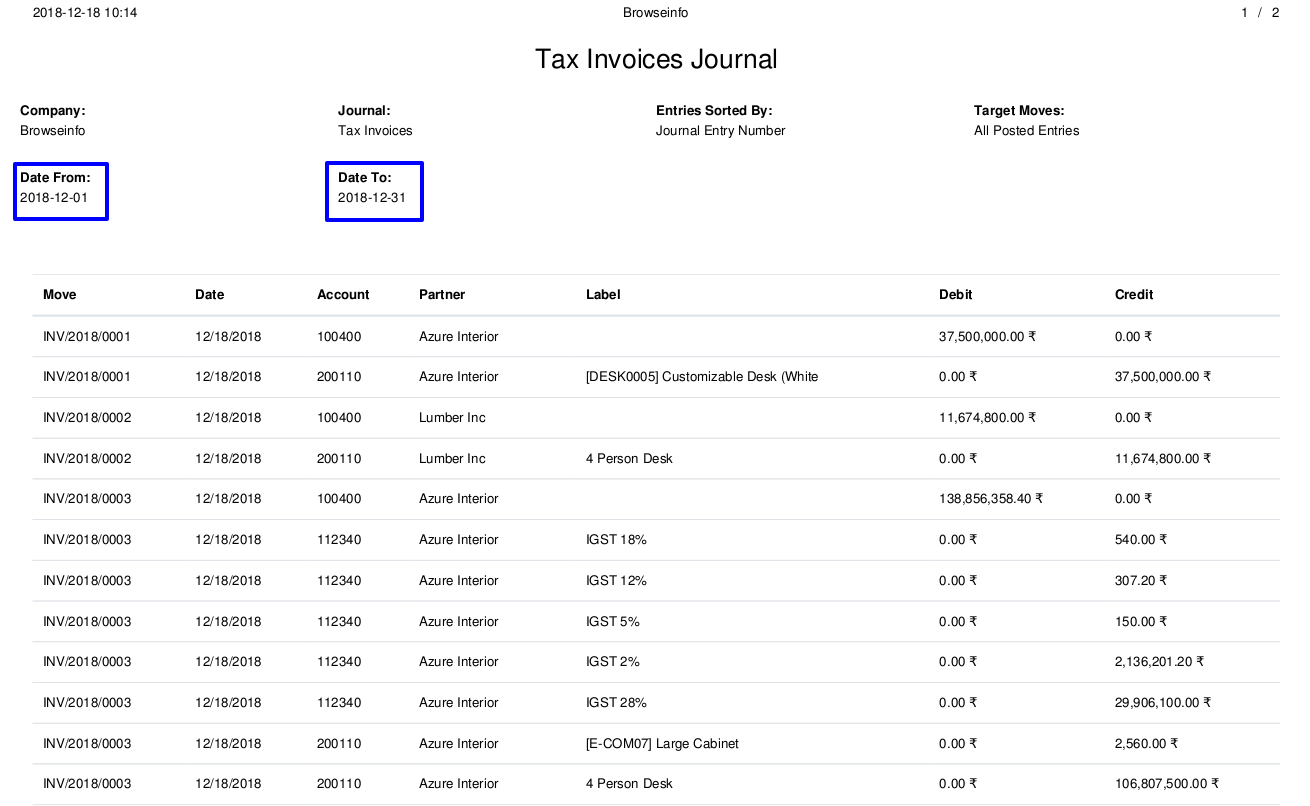 2018-12-18 10:14 Browseinfo 1 / 2
Tax Invoices Journal
Company: Journal: Entries Sorted By: Target Moves:
Browseinfo Tax Invoices Journal Entry Number All Posted Entries
Date From: Date To:
2018-12-01 2018-12-31
Move Date Account Partner Label Debit Credit
INV/2018/0001 12/18/2018 100400 Azure Interior 37,500,000.00 ₹ 0.00 ₹
INV/2018/0001 12/18/2018 200110 Azure Interior [DESK0005] Customizable Desk (White 0.00 ₹ 37,500,000.00 ₹
INV/2018/0002 12/18/2018 100400 Lumber Inc 11,674,800.00 ₹ 0.00 ₹
INV/2018/0002 12/18/2018 200110 Lumber Inc 4 Person Desk 0.00 ₹ 11,674,800.00 ₹
INV/2018/0003 12/18/2018 100400 Azure Interior 138,856,358.40 ₹ 0.00 ₹
INV/2018/0003 12/18/2018 112340 Azure Interior IGST 18% 0.00 ₹ 540.00 ₹
INV/2018/0003 12/18/2018 112340 Azure Interior IGST 12% 0.00 ₹ 307.20 ₹
INV/2018/0003 12/18/2018 112340 Azure Interior IGST 5% 0.00 ₹ 150.00 ₹
INV/2018/0003 12/18/2018 112340 Azure Interior IGST 2% 0.00 ₹ 2,136,201.20 ₹
INV/2018/0003 12/18/2018 112340 Azure Interior IGST 28% 0.00 ₹ 29,906,100.00 ₹
INV/2018/0003 12/18/2018 200110 Azure Interior [E-COM07] Large Cabinet 0.00 ₹ 2,560.00 ₹
INV/2018/0003 12/18/2018 200110 Azure Interior 4 Person Desk 0.00 ₹ 106,807,500.00 ₹